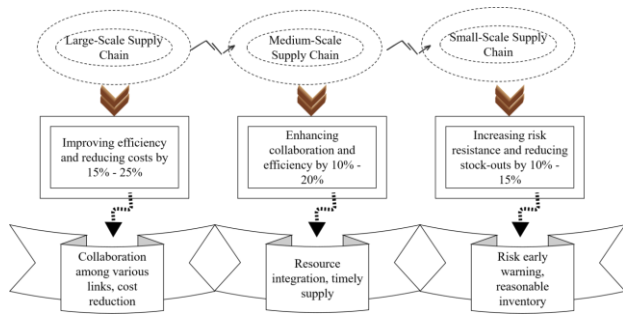 Large-Scale Supply
Chain
Medium-Scale
Supply Chain
Small-Scale Supply
Chain
Improving efficiency
and reducing costs by
15% - 25%
Enhancing
collaboration and
efficiency by 10% -
20%
Increasing risk
resistance and reducing
stock-outs by 10% -
15%
Collaboration
among various
links, cost
reduction
Resource
integration, timely
supply
Risk early
warning,
reasonable
inventory